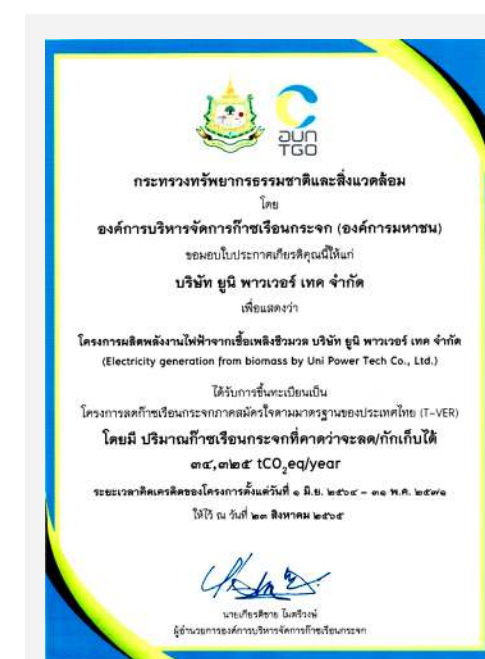 อบก
TGO
กระทรวงทรัพยากรธรรมชาติและสิ่งแวดล้อม
โดย
องค์การบริหารจัดการก๊าซเรือนกระจก (องค์การมหาชน)
ขอมอบใบประกาศเกียรติคุณนี้ให้แก่
บริษัท ยูนิ พาวเวอร์ เทค จำกัด
เพื่อแสดงว่า
โครงการผลิตพลังงานไฟฟ้าจากเชื้อเพลิงชีวมวล บริษัท ยูนิ พาวเวอร์ เทค จำกัด
(Electricity generation from biomass by Uni Power Tech Co., Ltd.)
ได้รับการขึ้นทะเบียนเป็น
โครงการลดก๊าซเรือนกระจกภาคสมัครใจตามมาตรฐานของประเทศไทย (T-VER)
โดยมี ปริมาณก๊าซเรือนกระจกที่คาดว่าจะลด/กักเก็บได้
๓๔,๓๒๕ tCO₂eq/year
ระยะเวลาคิดเครดิตของโครงการตั้งแต่วันที่ ๑ มิ.ย. ๒๕๖๔ – ๓๑ พ.ค. ๒๕๗๑
ให้ไว้ ณ วันที่ ๒๓ สิงหาคม ๒๕๖๕
นายเกียรติชาย ไมตรีวงษ์
ผู้อำนวยการองค์การบริหารจัดการก๊าซเรือนกระจก